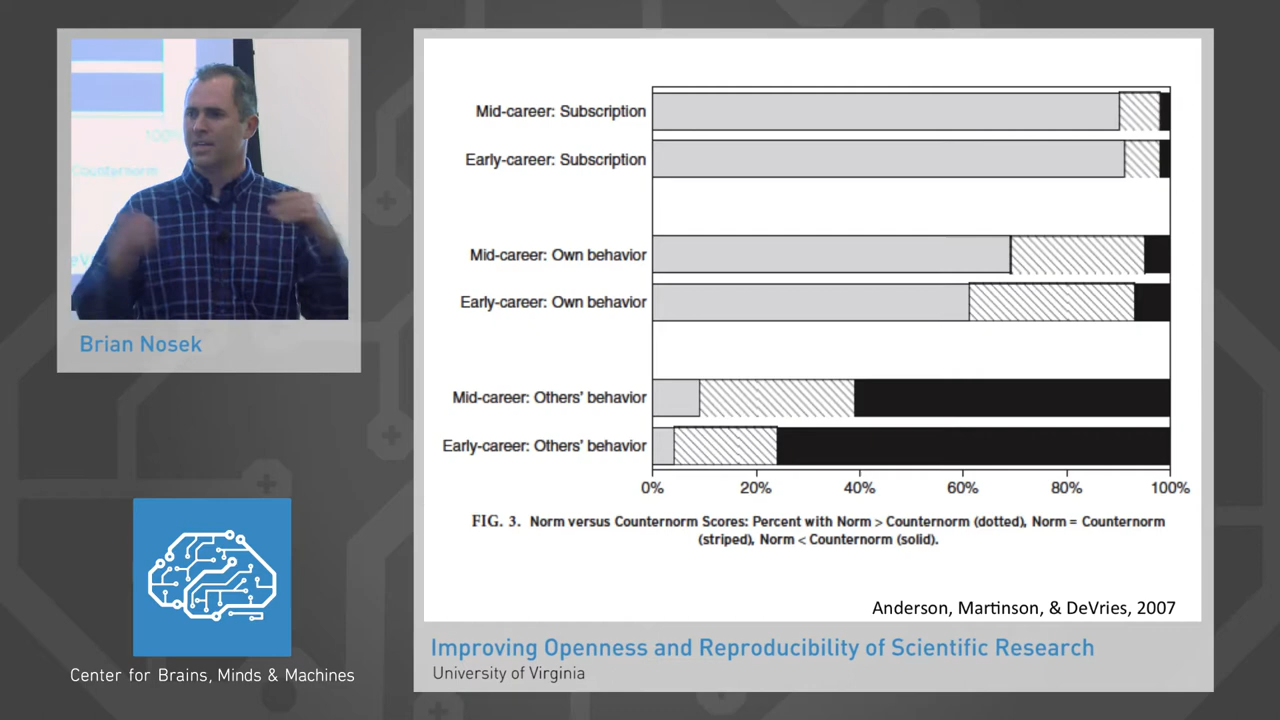 100%
Counternorm
Brian Nosek
Center for Brains, Minds & Machines
Mid-career: Subscription
Early-career: Subscription
Mid-career: Own behavior
Early-career: Own behavior
Mid-career: Others' behavior
Early-career: Others' behavior
0% 20% 40% 60% 80% 100%
FIG. 3. Norm versus Counternorm Scores: Percent with Norm > Counternorm (dotted), Norm = Counternorm
(striped), Norm < Counternorm (solid).
Anderson, Martinson, & DeVries, 2007
Improving Openness and Reproducibility of Scientific Research
University of Virginia